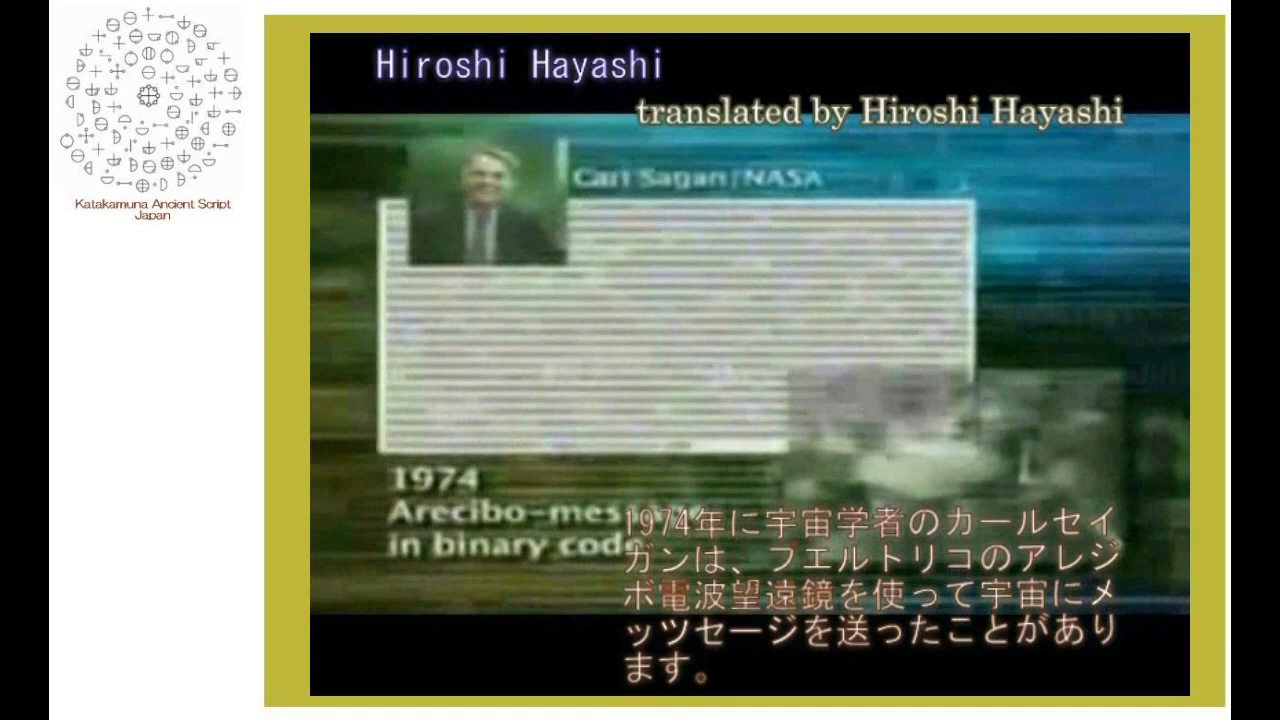 Hiroshi Hayashi
translated by Hiroshi Hayashi
Carl Sagan/NASA
Katakamuna Ancient Script
Japan
1974
Arecibo-mes
in binary code
1974年に宇宙学者のカールセイ
ガンは、プエルトリコのアレジ
ボ電波望遠鏡を使って宇宙にメ
ッツセージを送ったことがあり
ます。